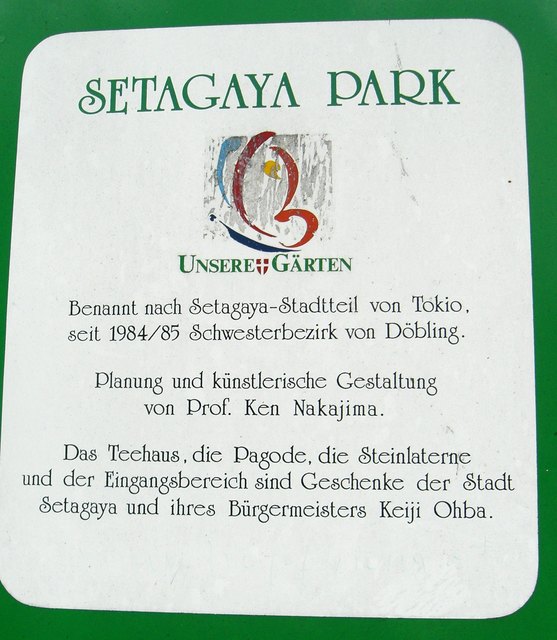 SETAGAYA PARK
UNSERE GÄRTEN
Benannt nach Setagaya-Stadtteil von Tokio,
seit 1984/85 Schwesterbezirk von Döbling.
Planung und künstlerische Gestaltung
von Prof. Ken Nakajima.
Das Teehaus, die Pagode, die Steinlaterne
und der Eingangsbereich sind Geschenke der Stadt
Setagaya und ihres Bürgermeisters Keiji Ohba.